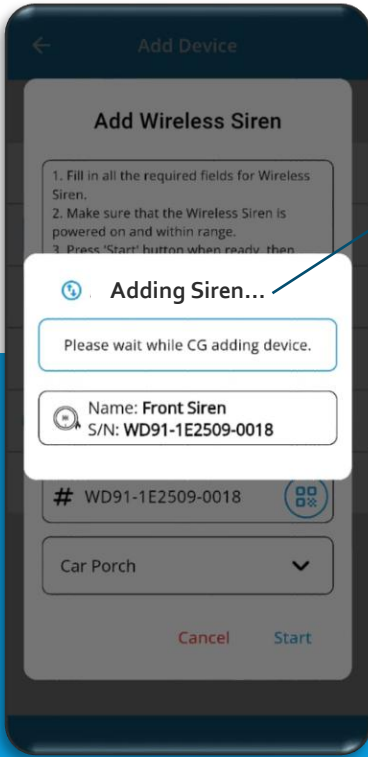 Add Device
Add Wireless Siren
1. Fill in all the required fields for Wireless
Siren.
2. Make sure that the Wireless Siren is
powered on and within range.
3. Press 'Start' button when ready, then
Adding Siren...
Please wait while CG adding device.
Name: Front Siren
S/N: WD91-1E2509-0018
# WD91-1E2509-0018
Car Porch
Cancel Start